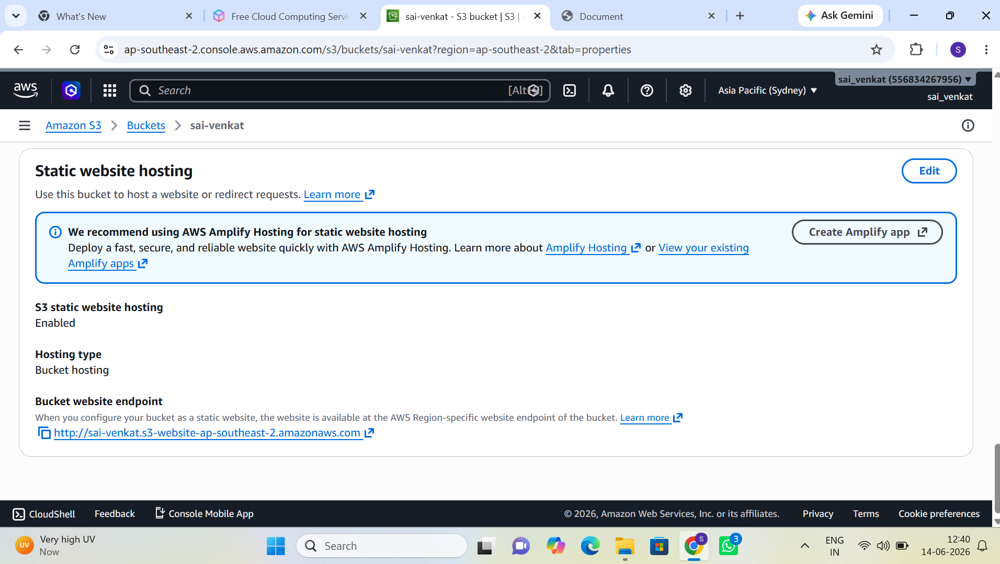 What's New
Free Cloud Computing Servi
sai-venkat - S3 bucket | S3 |
Document
Ask Gemini
ap-southeast-2.console.aws.amazon.com/s3/buckets/sai-venkat?region=ap-southeast-2&tab=properties
S
aws
Search
Asia Pacific (Sydney)
sai_venkat (556834267956)
sai_venkat
Amazon S3
Buckets
sai-venkat
Static website hosting
Edit
Use this bucket to host a website or redirect requests. Learn more
We recommend using AWS Amplify Hosting for static website hosting
Create Amplify app
Deploy a fast, secure, and reliable website quickly with AWS Amplify Hosting. Learn more about Amplify Hosting or View your existing
Amplify apps
S3 static website hosting
Enabled
Hosting type
Bucket hosting
Bucket website endpoint
When you configure your bucket as a static website, the website is available at the AWS Region-specific website endpoint of the bucket. Learn more
http://sai-venkat.s3-website-ap-southeast-2.amazonaws.com
CloudShell
Feedback
Console Mobile App
© 2026, Amazon Web Services, Inc. or its affiliates.
Privacy
Terms
Cookie preferences
UV
Very high UV
Now
Search
S
3
ENG
IN
12:40
14-06-2026